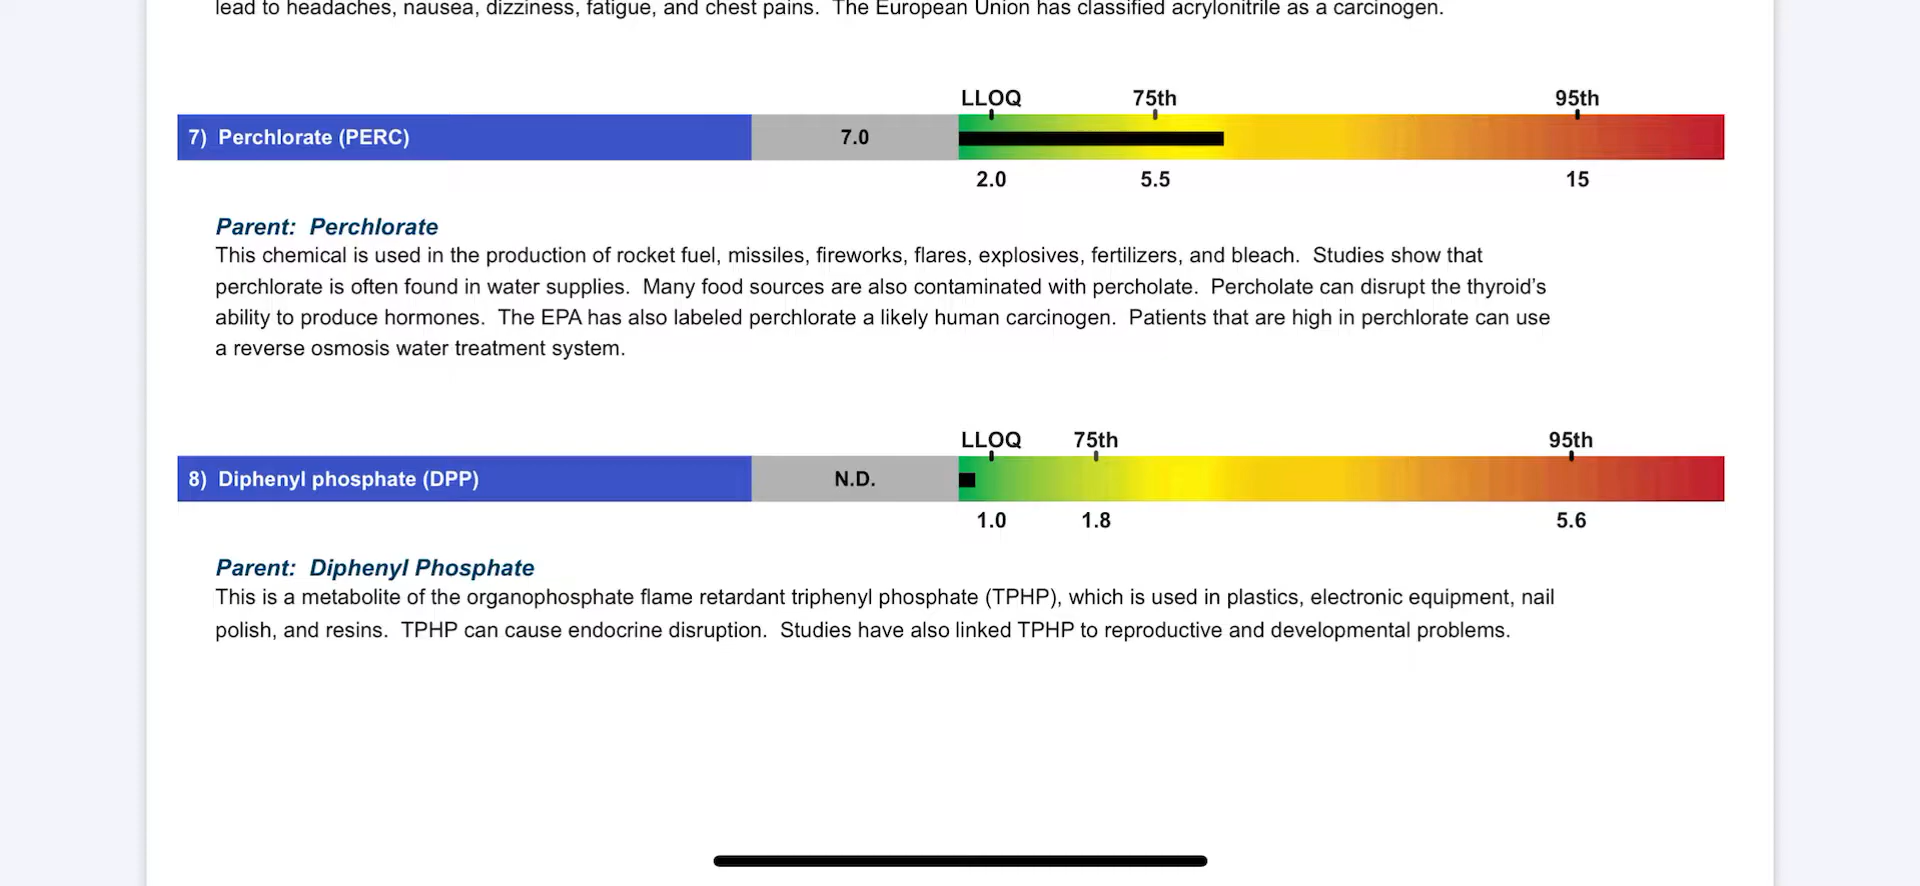 lead to headaches, nausea, dizziness, fatigue, and chest pains.  The European Union has classified acrylonitrile as a carcinogen.
LLOQ 75th 95th
7) Perchlorate (PERC) 7.0
2.0 5.5 15
Parent: Perchlorate
This chemical is used in the production of rocket fuel, missiles, fireworks, flares, explosives, fertilizers, and bleach.  Studies show that
perchlorate is often found in water supplies.  Many food sources are also contaminated with percholate.  Percholate can disrupt the thyroid’s
ability to produce hormones.  The EPA has also labeled perchlorate a likely human carcinogen.  Patients that are high in perchlorate can use
a reverse osmosis water treatment system.
LLOQ 75th 95th
8) Diphenyl phosphate (DPP) N.D.
1.0 1.8 5.6
Parent: Diphenyl Phosphate
This is a metabolite of the organophosphate flame retardant triphenyl phosphate (TPHP), which is used in plastics, electronic equipment, nail
polish, and resins.  TPHP can cause endocrine disruption.  Studies have also linked TPHP to reproductive and developmental problems.